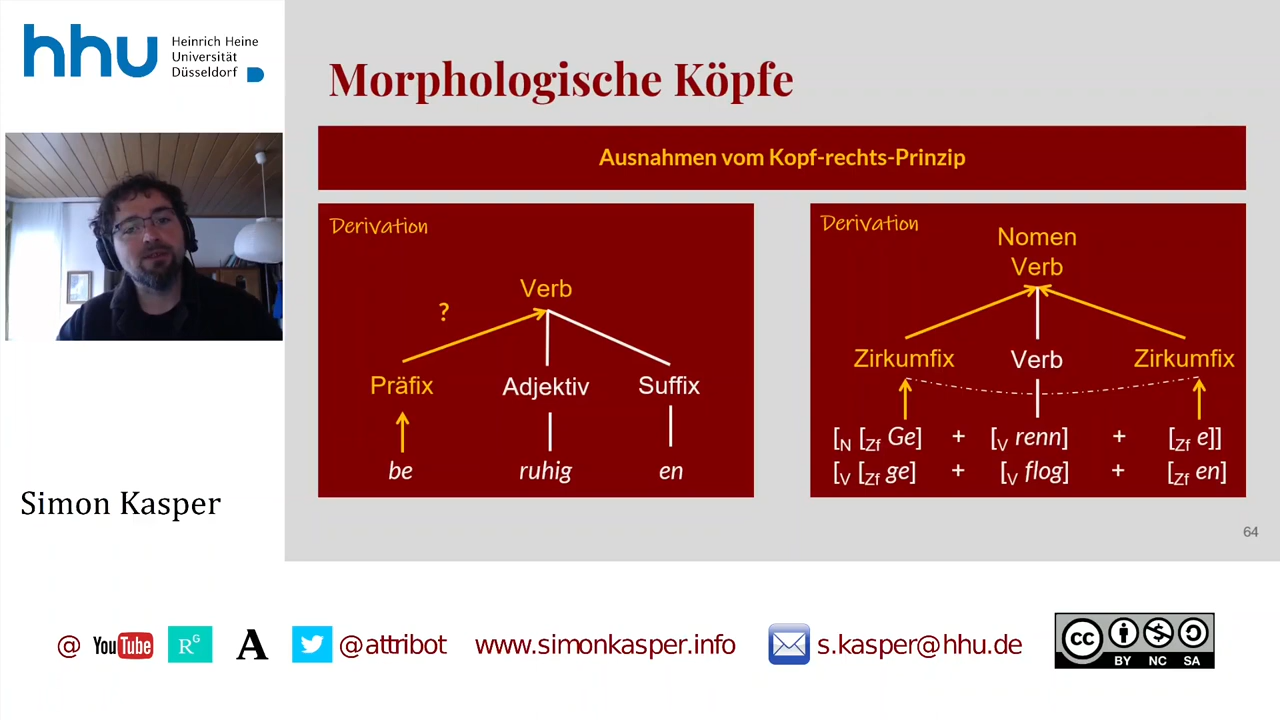 hhu
Heinrich Heine
Universität
Düsseldorf
Morphologische Köpfe
Ausnahmen vom Kopf-rechts-Prinzip
Derivation
Verb
?
Präfix Adjektiv Suffix
be ruhig en
Derivation
Nomen
Verb
Zirkumfix Verb Zirkumfix
[N [Zf Ge] + [V renn] + [Zf e]]
[V [Zf ge] + [V flog] + [Zf en]
Simon Kasper
64
@ YouTube RG A @attribot www.simonkasper.info s.kasper@hhu.de
cc
BY NC SA